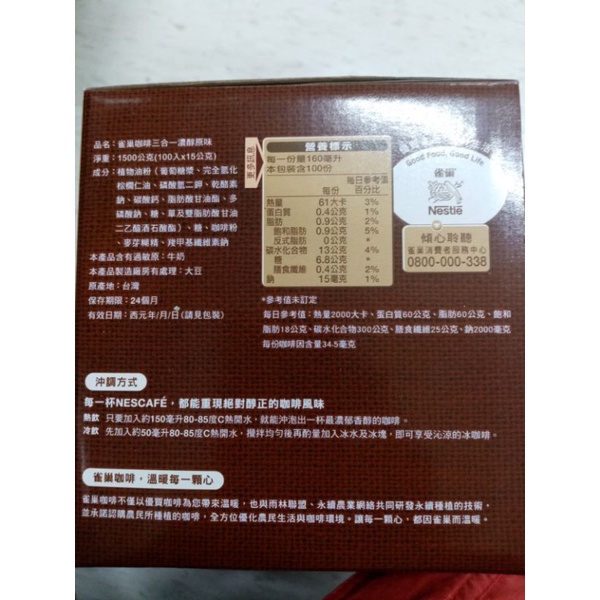 品名：雀巢咖啡三合一濃醇原味
淨重：1500公克(100入x15公克)
成分：植物油粉（葡萄糖漿、完全氫化
棕櫚仁油、磷酸氫二鉀、乾酪素
鈉、碳酸鈣、脂肪酸甘油酯、多
磷酸鈉、糖、單及雙脂肪酸甘油
二乙醯酒石酸酯）、糖、咖啡粉
、麥芽糊精、羧甲基纖維素鈉
本產品含有過敏原：牛奶
本產品製造廠房有處理：大豆
原產地：台灣
保存期限：24個月
有效日期：西元年/月/日(請見包裝)
營養標示
每一份量160毫升
本包裝含100份
每份 每日參考值百分比
熱量 61大卡 3%
蛋白質 0.4公克 1%
脂肪 0.9公克 2%
飽和脂肪 0.9公克 5%
反式脂肪 0公克 *
碳水化合物 13公克 4%
糖 6.8公克 *
膳食纖維 0.4公克 2%
鈉 15毫克 1%
*參考值未訂定
每日參考值：熱量2000大卡、蛋白質60公克、脂肪60公克、飽和
脂肪18公克、碳水化合物300公克、膳食纖維25公克、鈉2000毫克
每份咖啡因含量34-5毫克
Good Food, Good Life
雀巢
Nestlé
傾心聆聽
雀巢消費者服務中心
0800-000-338
沖調方式
每一杯NESCAFÉ，都能重現絕對醇正的咖啡風味
熱飲 只要加入約150毫升80-85度C熱開水，就能沖泡出一杯最濃郁香醇的咖啡。
冷飲 先加入約50毫升80-85度C熱開水，攪拌均勻後再酌量加入冰水及冰塊，即可享受沁涼的冰咖啡。
雀巢咖啡，溫暖每一顆心
雀巢咖啡不僅以優質咖啡為您帶來溫暖，也與雨林聯盟、永續農業網絡共同研發永續種植的技術，
並承諾認購農民所種植的咖啡，全方位優化農民生活與咖啡環境。讓每一顆心，都因雀巢而溫暖。